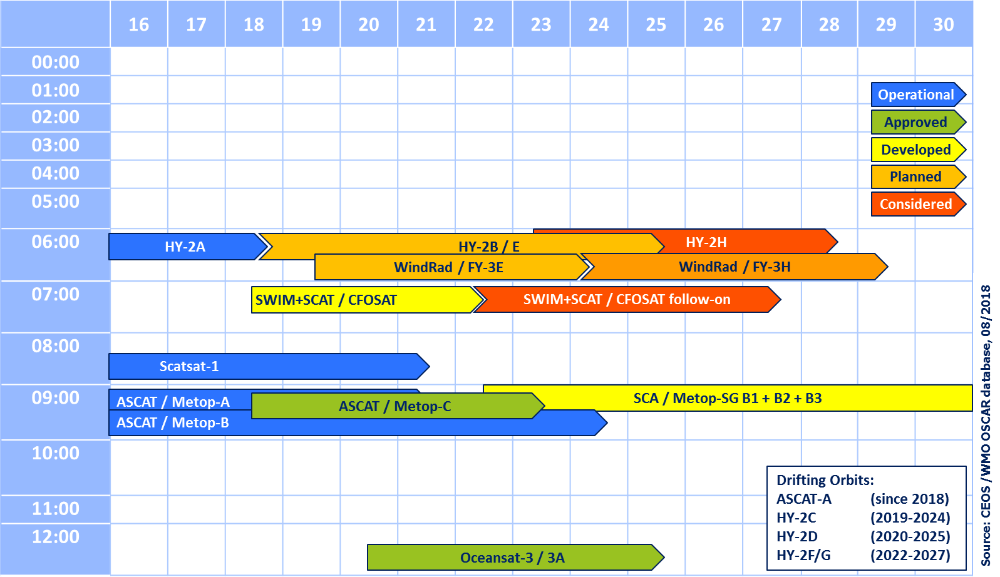 16 17 18 19 20 21 22 23 24 25 26 27 28 29 30
00:00
01:00
Operational
02:00
Approved
03:00
Developed
04:00
Planned
05:00
Considered
06:00
HY-2A
HY-2B / E
HY-2H
WindRad / FY-3E
WindRad / FY-3H
07:00
SWIM+SCAT / CFOSAT
SWIM+SCAT / CFOSAT follow-on
08:00
Scatsat-1
09:00
ASCAT / Metop-A
ASCAT / Metop-C
SCA / Metop-SG B1 + B2 + B3
ASCAT / Metop-B
10:00
11:00
12:00
Oceansat-3 / 3A
Drifting Orbits:
ASCAT-A (since 2018)
HY-2C (2019-2024)
HY-2D (2020-2025)
HY-2F/G (2022-2027)
Source: CEOS /WMO OSCAR database, 08/2018